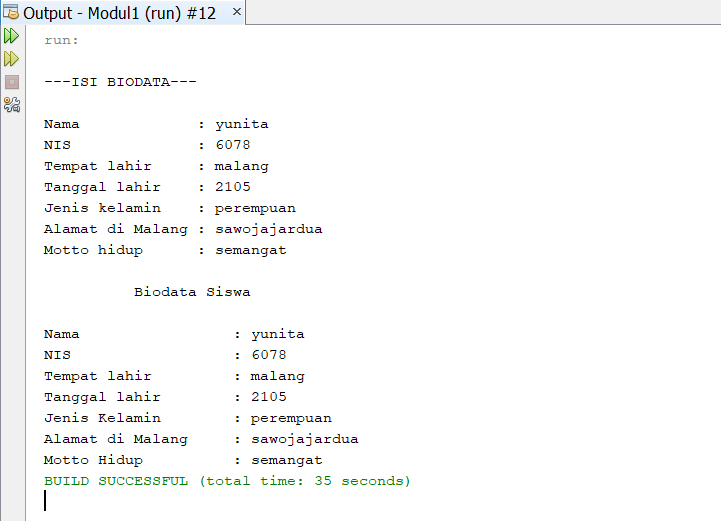 Output - Modul1 (run) #12 ×
run:
---ISI BIODATA---
Nama : yunita
NIS : 6078
Tempat lahir : malang
Tanggal lahir : 2105
Jenis kelamin : perempuan
Alamat di Malang : sawojajardua
Motto hidup : semangat
Biodata Siswa
Nama : yunita
NIS : 6078
Tempat lahir : malang
Tanggal lahir : 2105
Jenis Kelamin : perempuan
Alamat di Malang : sawojajardua
Motto Hidup : semangat
BUILD SUCCESSFUL (total time: 35 seconds)